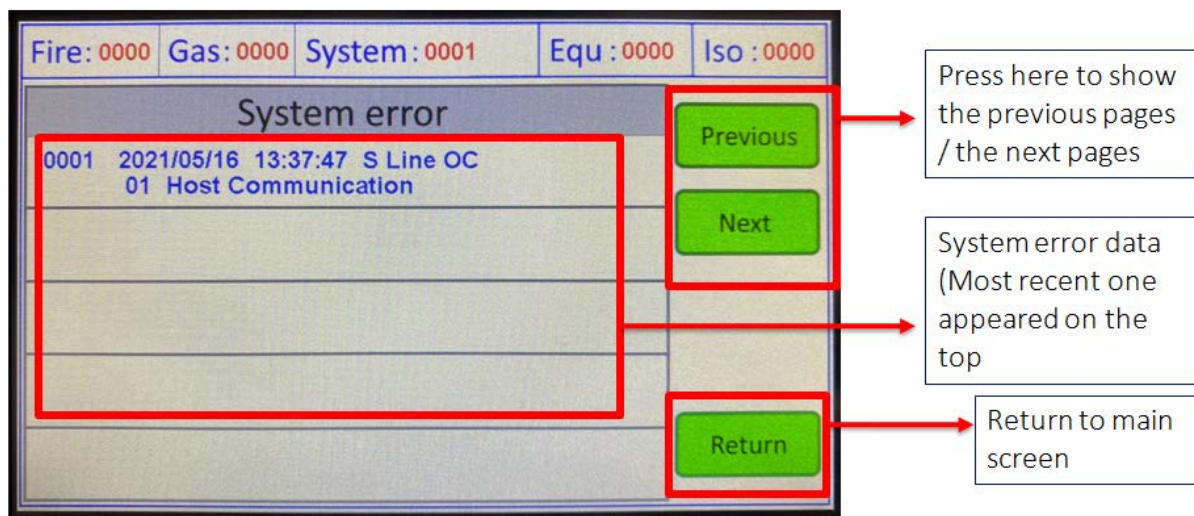 Fire: 0000 Gas: 0000 System: 0001 Equ : 0000 Iso : 0000
System error
0001 2021/05/16 13:37:47 S Line OC
01 Host Communication
Previous
Next
Return
Press here to show
the previous pages
/ the next pages
System error data
(Most recent one
appeared on the
top
Return to main
screen